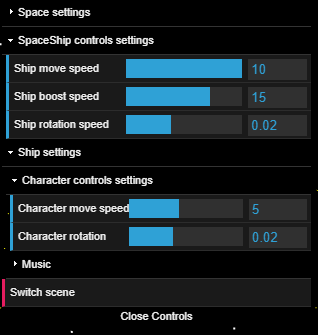 Space settings
SpaceShip controls settings
Ship move speed 10
Ship boost speed 15
Ship rotation speed 0.02
Ship settings
Character controls settings
Character move speed 5
Character rotation 0.02
Music
Switch scene
Close Controls